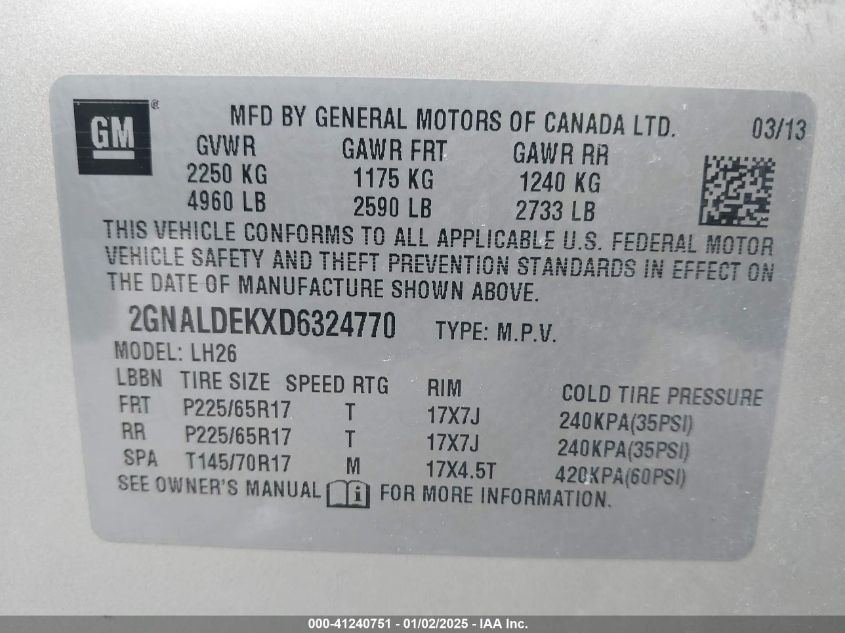 GM®
MFD BY GENERAL MOTORS OF CANADA LTD. 03/13
GVWR GAWR FRT GAWR RR
2250 KG 1175 KG 1240 KG
4960 LB 2590 LB 2733 LB
THIS VEHICLE CONFORMS TO ALL APPLICABLE U.S. FEDERAL MOTOR
VEHICLE SAFETY AND THEFT PREVENTION STANDARDS IN EFFECT ON
THE DATE OF MANUFACTURE SHOWN ABOVE.
2GNALDEKXD6324770 TYPE: M.P.V.
MODEL: LH26
LBBN TIRE SIZE SPEED RTG RIM COLD TIRE PRESSURE
FRT P225/65R17 T 17X7J 240KPA(35PSI)
RR P225/65R17 T 17X7J 240KPA(35PSI)
SPA T145/70R17 M 17X4.5T 420KPA(60PSI)
SEE OWNER'S MANUAL i FOR MORE INFORMATION.
000-41240751 - 01/02/2025 - IAA Inc.